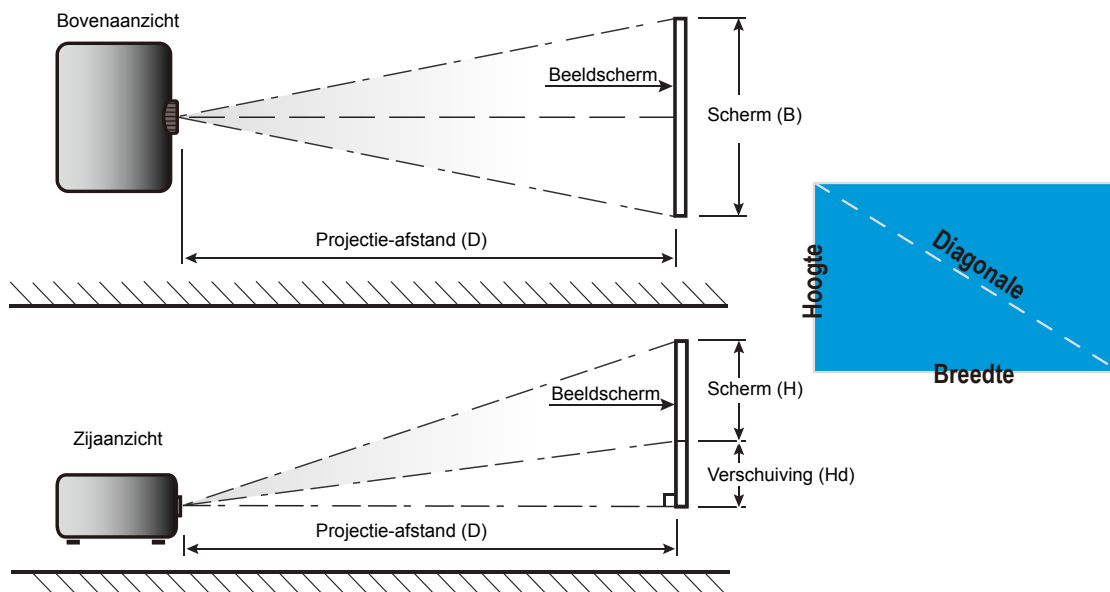 Bovenaanzicht
Beeldscherm
Scherm (B)
Projectie-afstand (D)
Hoogte
Diagonale
Breedte
Zijaanzicht
Beeldscherm
Scherm (H)
Verschuiving (Hd)
Projectie-afstand (D)